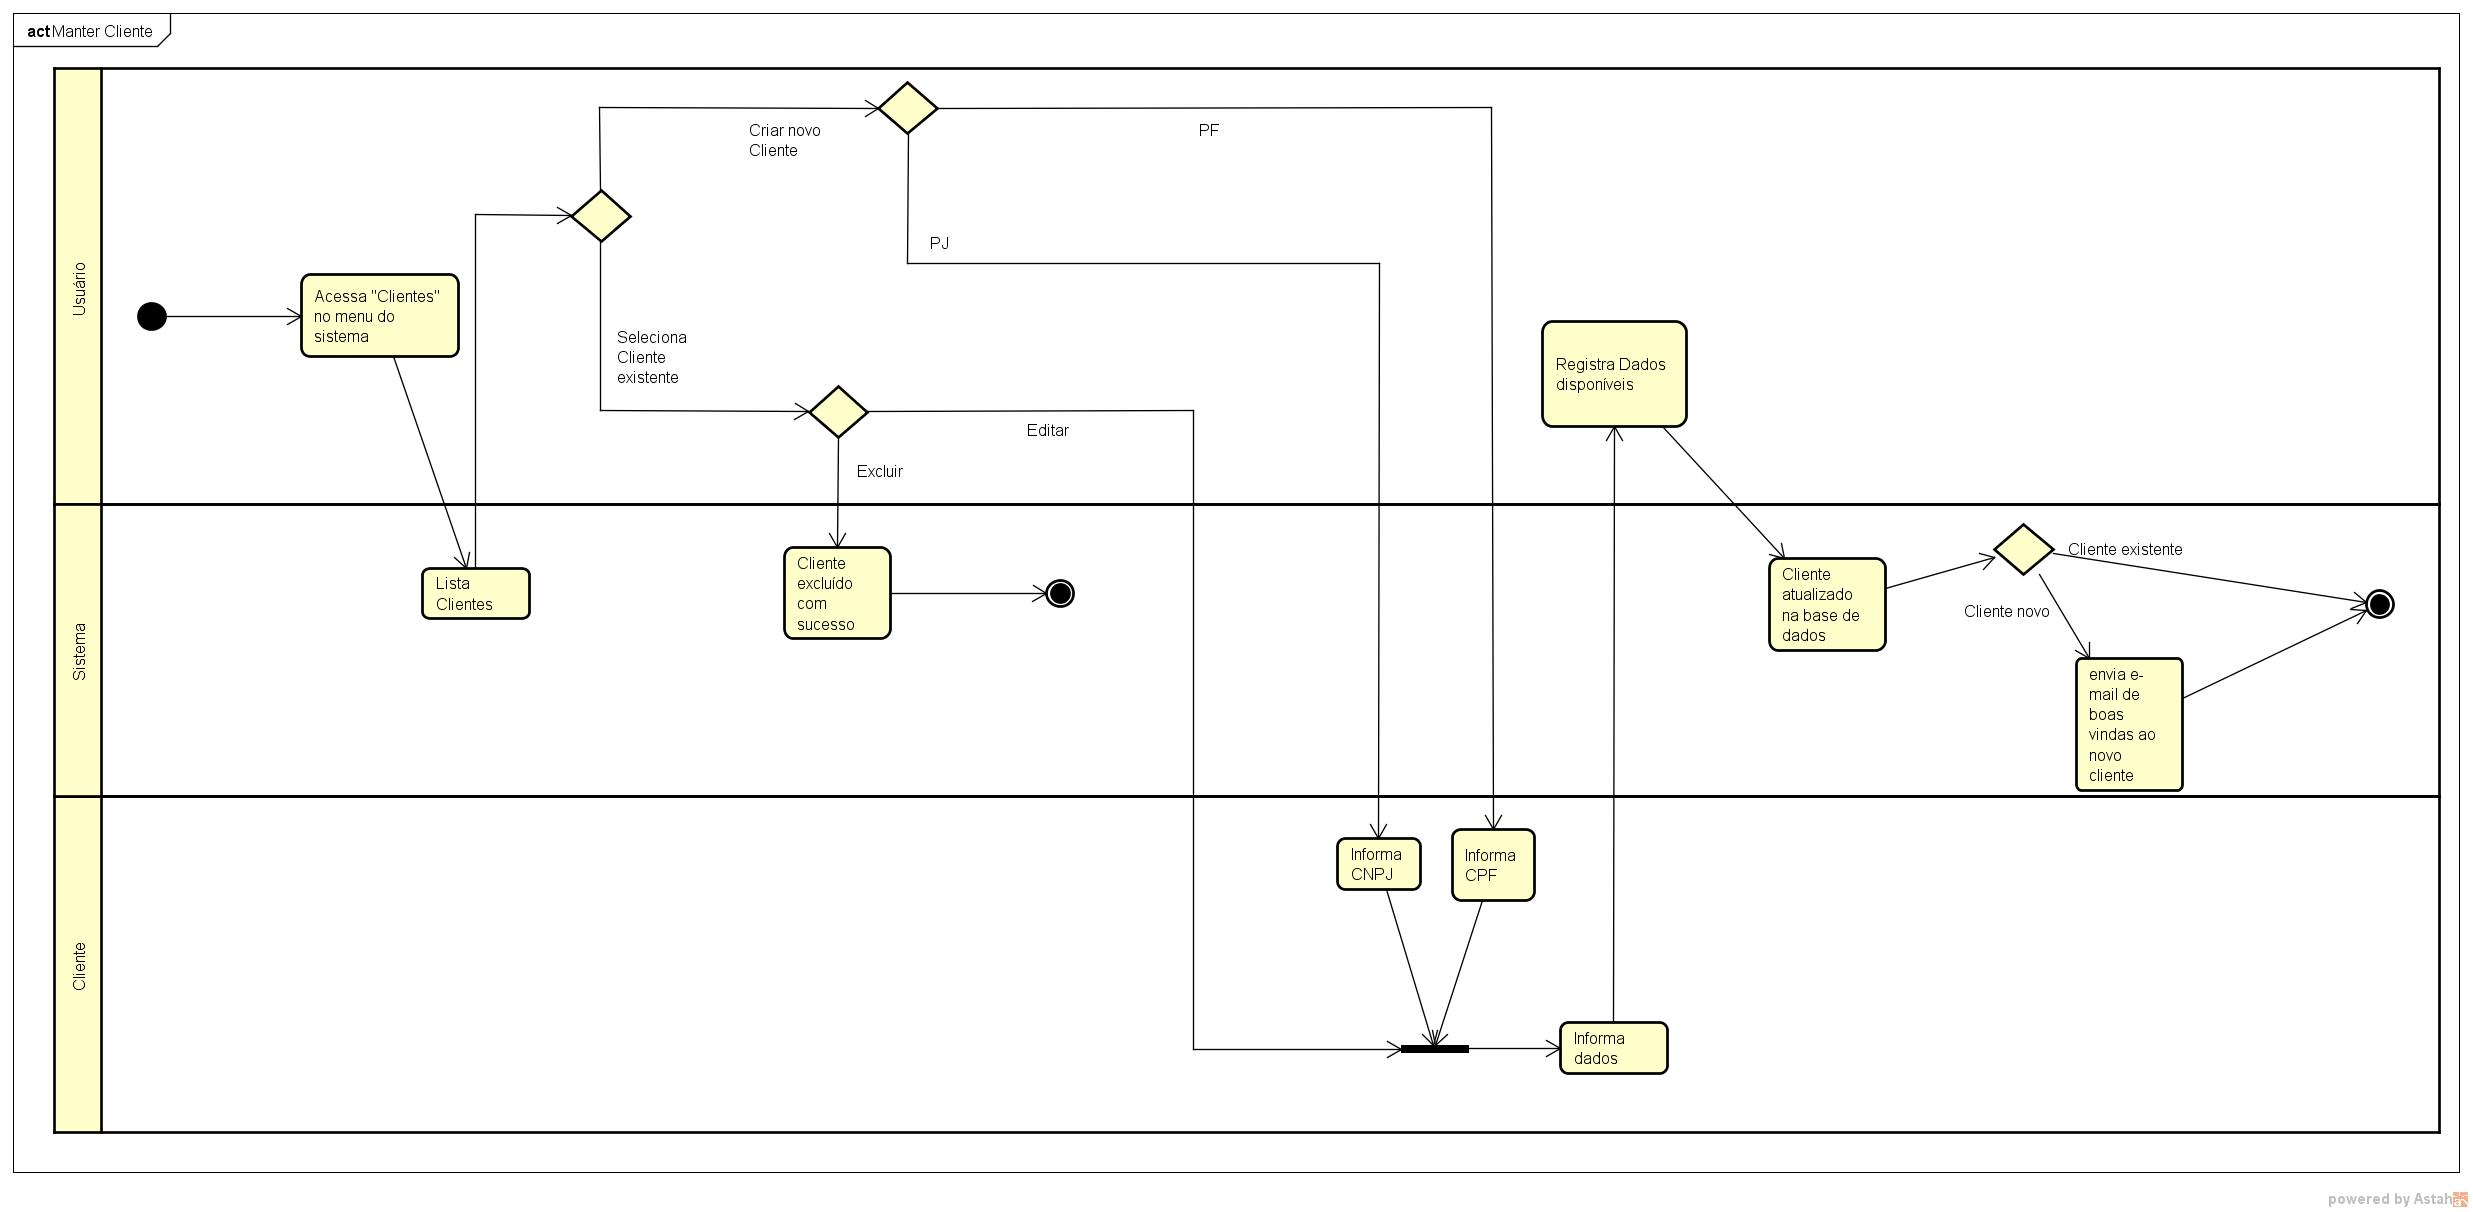 act Manter Cliente
Usuário
Acessa "Clientes"
no menu do
sistema
Criar novo
Cliente
PF
PJ
Seleciona
Cliente
existente
Editar
Excluir
Registra Dados
disponíveis
Sistema
Lista
Clientes
Cliente
excluído
com
sucesso
Cliente
atualizado
na base de
dados
Cliente existente
Cliente novo
envia e-
mail de
boas
vindas ao
novo
cliente
Cliente
Informa
CNPJ
Informa
CPF
Informa
dados
powered by Astah